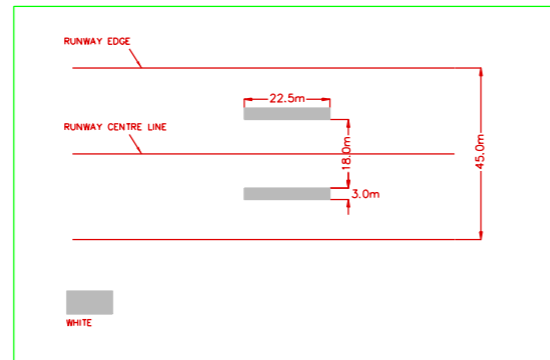 RUNWAY EDGE
22.5m
RUNWAY CENTRE LINE
18.0m
45.0m
3.0m
WHITE